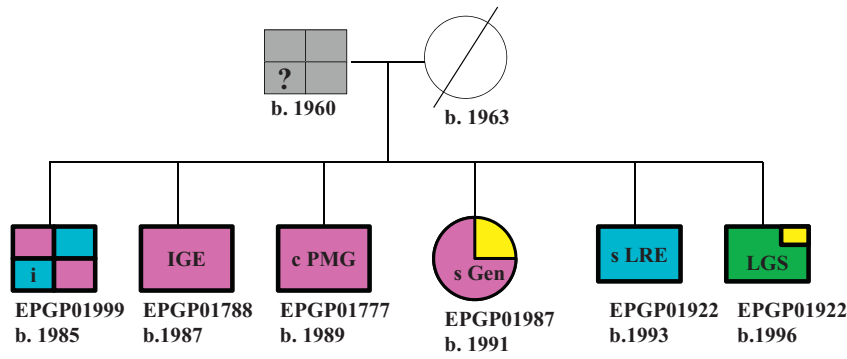 ?
b. 1960
b. 1963
i
IGE
c PMG
s Gen
s LRE
LGS
EPGP01999
b. 1985
EPGP01788
b.1987
EPGP01777
b. 1989
EPGP01987
b. 1991
EPGP01922
b.1993
EPGP01922
b.1996